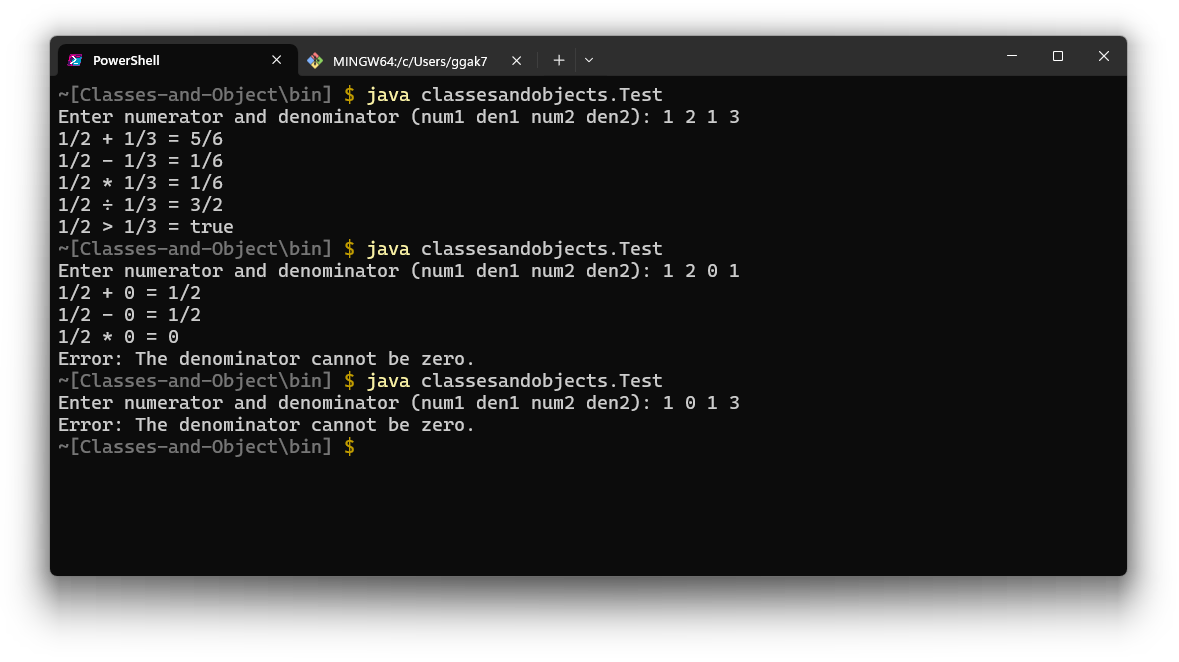 PowerShell
MINGW64:/c/Users/ggak7
~[Classes-and-Object\bin] $ java classesandobjects.Test
Enter numerator and denominator (num1 den1 num2 den2): 1 2 1 3
1/2 + 1/3 = 5/6
1/2 - 1/3 = 1/6
1/2 * 1/3 = 1/6
1/2 ÷ 1/3 = 3/2
1/2 > 1/3 = true
~[Classes-and-Object\bin] $ java classesandobjects.Test
Enter numerator and denominator (num1 den1 num2 den2): 1 2 0 1
1/2 + 0 = 1/2
1/2 - 0 = 1/2
1/2 * 0 = 0
Error: The denominator cannot be zero.
~[Classes-and-Object\bin] $ java classesandobjects.Test
Enter numerator and denominator (num1 den1 num2 den2): 1 0 1 3
Error: The denominator cannot be zero.
~[Classes-and-Object\bin] $